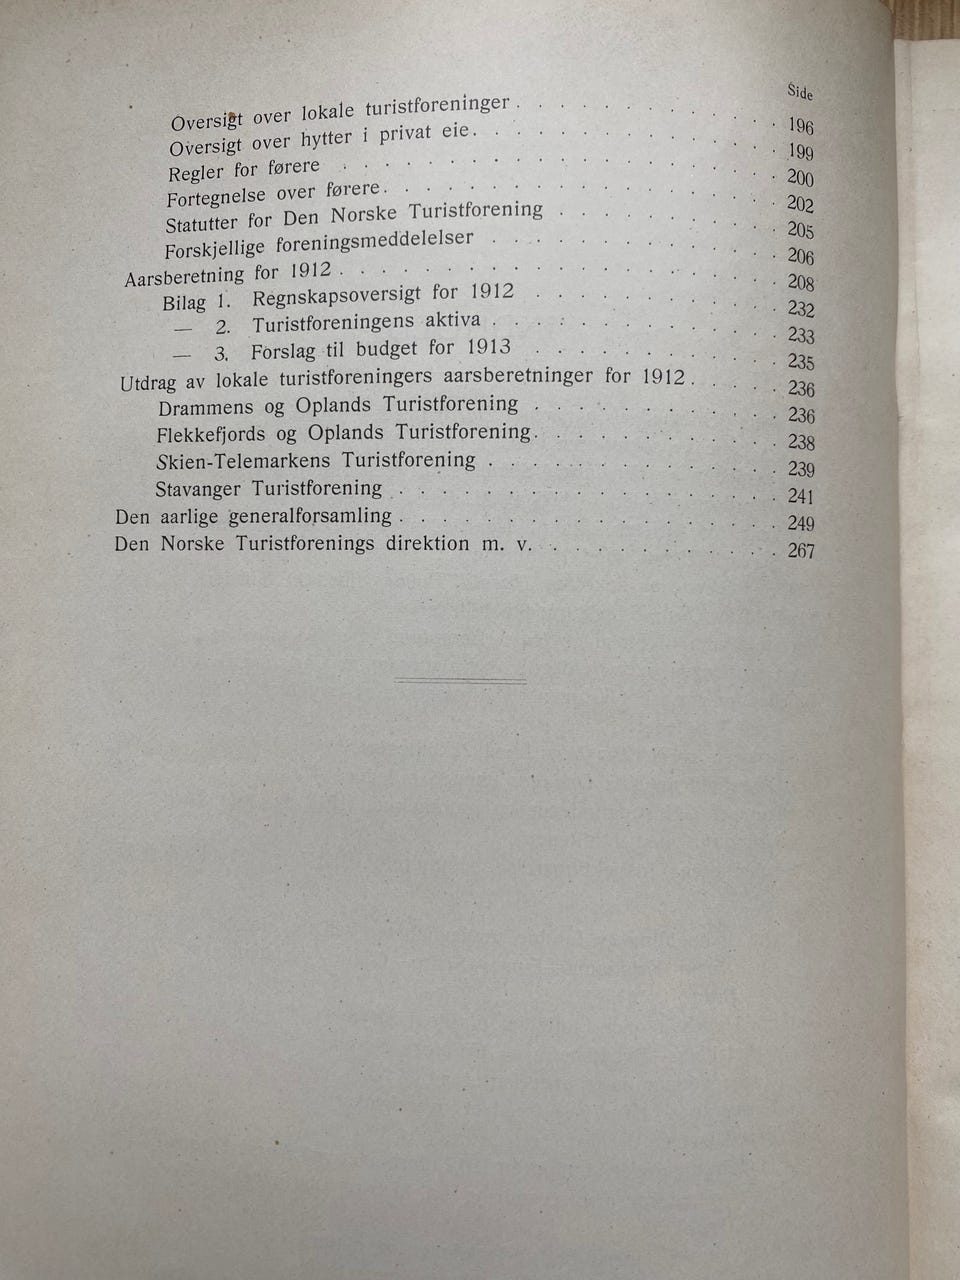 Side
Oversigt over lokale turistforeninger . . . . . . . . . . 196
Oversigt over hytter i privat eie. . . . . . . . . . . . 199
Regler for førere . . . . . . . . . . . . . . . . 200
Fortegnelse over førere. . . . . . . . . . . . . . . 202
Statutter for Den Norske Turistforening . . . . . . . . . 205
Forskjellige foreningsmeddelelser . . . . . . . . . . . 206
Aarsberetning for 1912 . . . . . . . . . . . . . . . . 208
Bilag 1. Regnskapsoversigt for 1912 . . . . . . . . . . 232
— 2. Turistforeningens aktiva . . . . . . . . . . . . 233
— 3. Forslag til budget for 1913 . . . . . . . . . . 235
Utdrag av lokale turistforeningers aarsberetninger for 1912 . . . . . 236
Drammens og Oplands Turistforening . . . . . . . . . . 236
Flekkefjords og Oplands Turistforening. . . . . . . . . . 238
Skien-Telemarkens Turistforening . . . . . . . . . . . . 239
Stavanger Turistforening . . . . . . . . . . . . . . . 241
Den aarlige generalforsamling . . . . . . . . . . . . . . . 249
Den Norske Turistforenings direktion m. v. . . . . . . . . . . 267